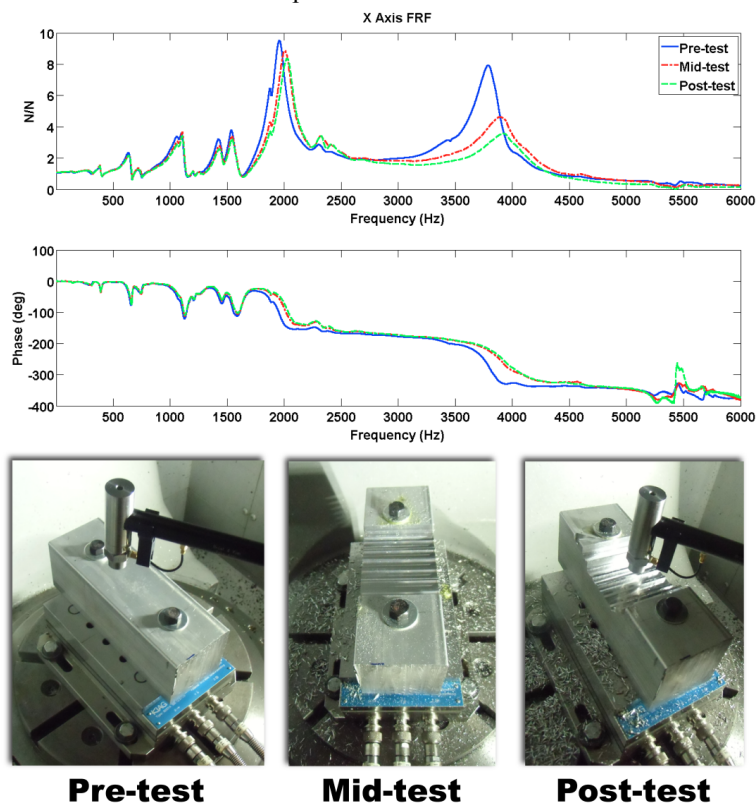 X Axis FRF
10
8
6
4
2
0
N/N
Pre-test
Mid-test
Post-test
500 1000 1500 2000 2500 3000 3500 4000 4500 5000 5500 6000
Frequency (Hz)
100
0
-100
-200
-300
-400
Phase (deg)
500 1000 1500 2000 2500 3000 3500 4000 4500 5000 5500 6000
Frequency (Hz)
Pre-test Mid-test Post-test